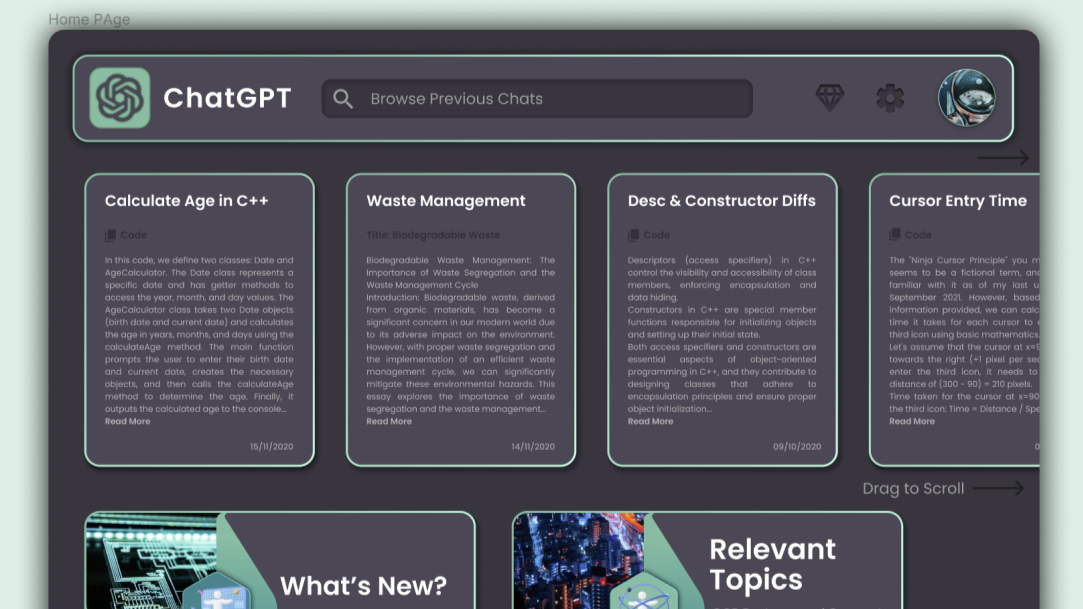 Home PAge
ChatGPT
Browse Previous Chats
Calculate Age in C++
Code
In this code, we define two classes: Date and
AgeCalculator. The Date class represents a
specific date and has getter methods to
access the year, month, and day values. The
AgeCalculator class takes two Date objects
(birth date and current date) and calculates
the age in years, months, and days using the
calculateAge method. The main function
prompts the user to enter their birth date
and current date, creates the necessary
objects, and then calls the calculateAge
method to determine the age. Finally, it
outputs the calculated age to the console...
Read More
15/11/2020
Waste Management
Title: Biodegradable Waste
Biodegradable Waste Management: The
Importance of Waste Segregation and the
Waste Management Cycle
Introduction: Biodegradable waste, derived
from organic materials, has become a
significant concern in our modern world due
to its adverse impact on the environment.
However, with proper waste segregation and
the implementation of an efficient waste
management cycle, we can significantly
mitigate these environmental hazards. This
essay explores the importance of waste
segregation and the waste management...
Read More
14/11/2020
Desc & Constructor Diffs
Code
Descriptors (access specifiers) in C++
control the visibility and accessibility of class
members, enforcing encapsulation and
data hiding.
Constructors in C++ are special member
functions responsible for initializing objects
and setting up their initial state.
Both access specifiers and constructors are
essential aspects of object-oriented
programming in C++, and they contribute to
designing classes that adhere to
encapsulation principles and ensure proper
object initialization...
Read More
09/10/2020
Cursor Entry Time
Code
The "Ninja Cursor Principle" you m
seems to be a fictional term, and
familiar with it as of my last u
September 2021. However, based
information provided, we can calc
time it takes for each cursor to
third icon using basic mathematics
Let's assume that the cursor at x=9
towards the right (+1 pixel per sec
enter the third icon, it needs to
distance of (300 - 90) = 210 pixels.
Time taken for the cursor at x=90
the third icon: Time = Distance / Spe
Read More
0
Drag to Scroll
What's New?
Relevant
Topics